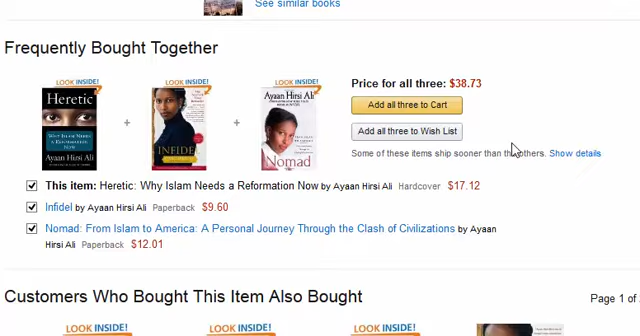 See similar books
Frequently Bought Together
LOOK INSIDE! LOOK INSIDE! LOOK INSIDE!
Heretic
WHY ISLAM NEEDS
A REFORMATION
NOW
Ayaan Hirsi Ali
INFIDEL
Ayaan Hirsi Ali
Nomad
+ +
Price for all three: $38.73
Add all three to Cart
Add all three to Wish List
Some of these items ship sooner than the others. Show details
This item: Heretic: Why Islam Needs a Reformation Now by Ayaan Hirsi Ali Hardcover $17.12
Infidel by Ayaan Hirsi Ali Paperback $9.60
Nomad: From Islam to America: A Personal Journey Through the Clash of Civilizations by Ayaan
Hirsi Ali Paperback $12.01
Customers Who Bought This Item Also Bought
Page 1 of
LOOK INSIDE! LOOK INSIDE! LOOK INSIDE!